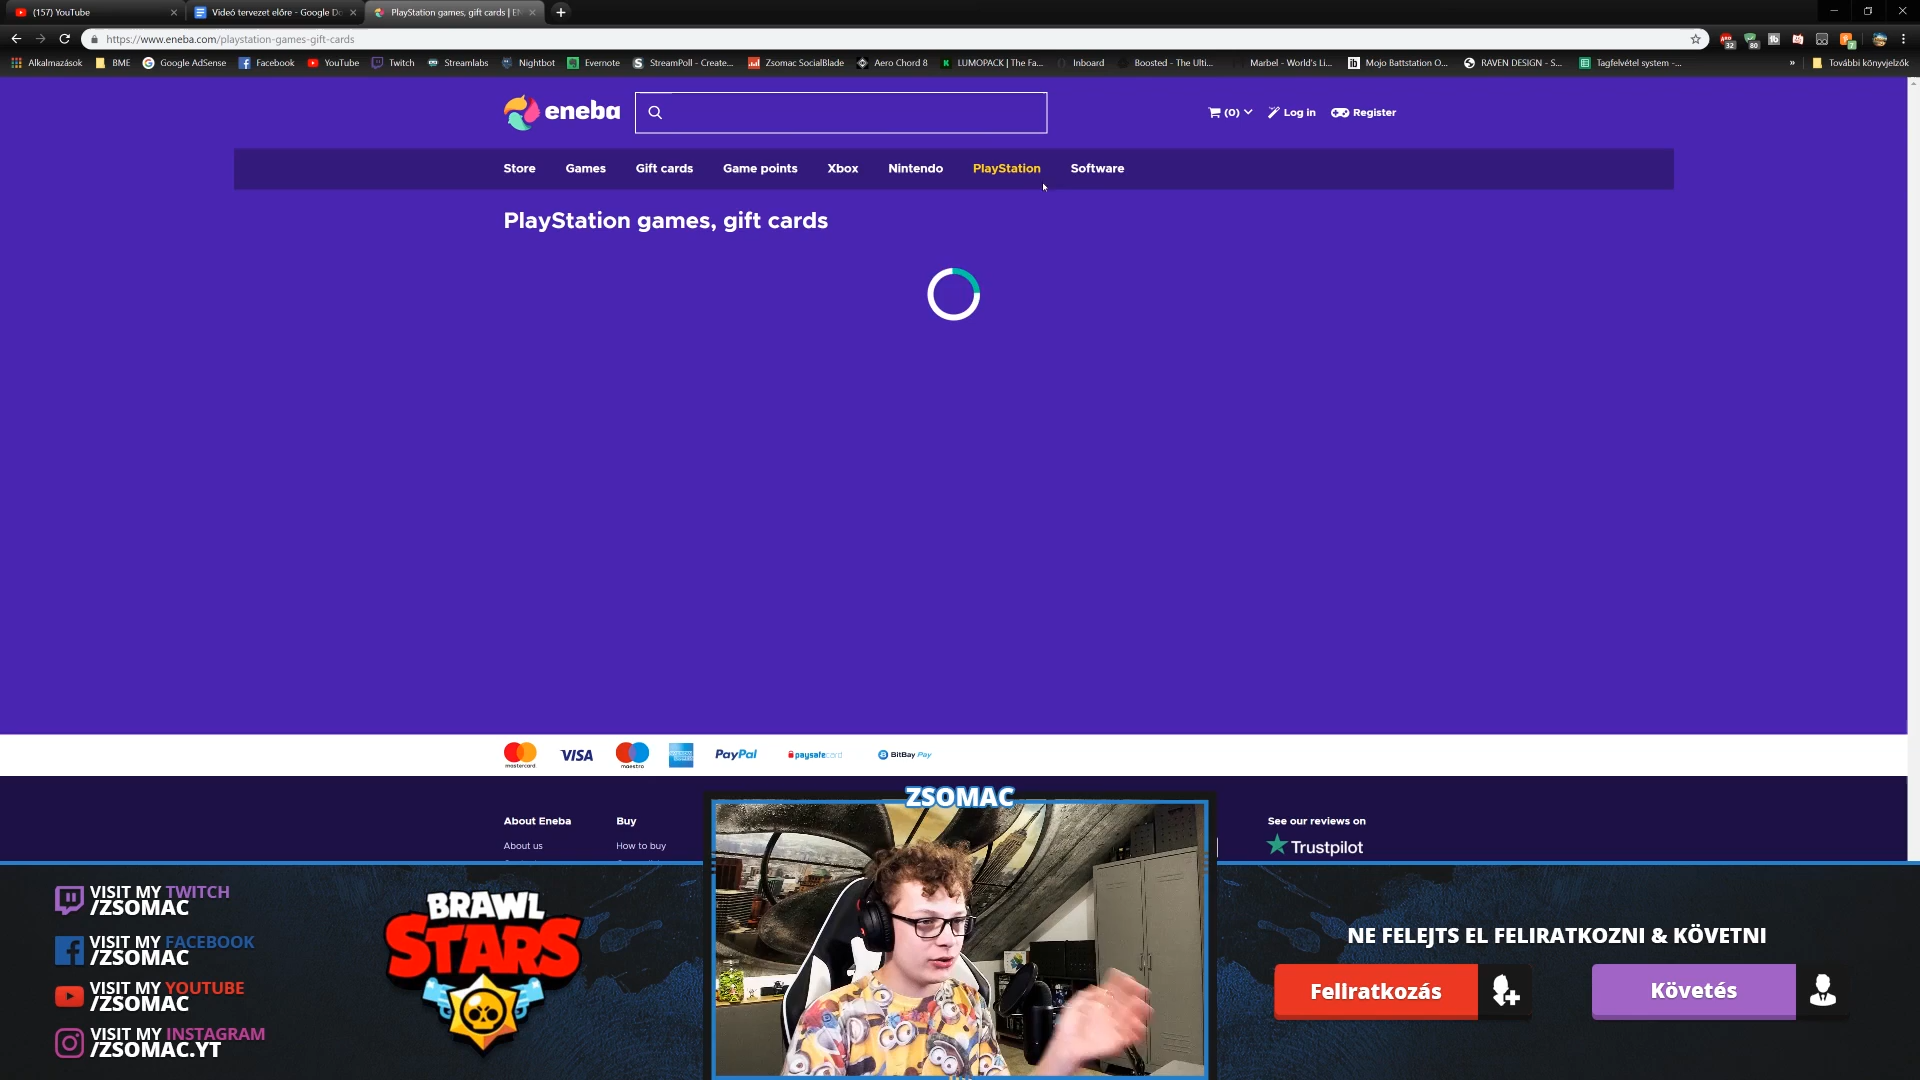 (157) YouTube
Videó tervezet előre - Google Do
PlayStation games, gift cards | EN
https://www.eneba.com/playstation-games-gift-cards
32
80
7
Alkalmazások
BME
Google AdSense
Facebook
YouTube
Twitch
Streamlabs
Nightbot
Evernote
StreamPoll - Create...
Zsomac SocialBlade
Aero Chord 8
LUMOPACK | The Fa...
Inboard
Boosted - The Ulti...
Marbel - World's Li...
Mojo Battstation O...
RAVEN DESIGN - S...
Tagfelvétel system -...
»
További könyvjelzők
eneba
(0)
Log in
Register
Store
Games
Gift cards
Game points
Xbox
Nintendo
PlayStation
Software
PlayStation games, gift cards
mastercard
VISA
maestro
PayPal
paysafecard
BitBay Pay
About Eneba
Buy
See our reviews on
About us
How to buy
Trustpilot
ZSOMAC
VISIT MY TWITCH
/ZSOMAC
VISIT MY FACEBOOK
/ZSOMAC
VISIT MY YOUTUBE
/ZSOMAC
VISIT MY INSTAGRAM
/ZSOMAC.YT
BRAWL
STARS
NE FELEJTS EL FELIRATKOZNI & KÖVETNI
Feliratkozás
Követés